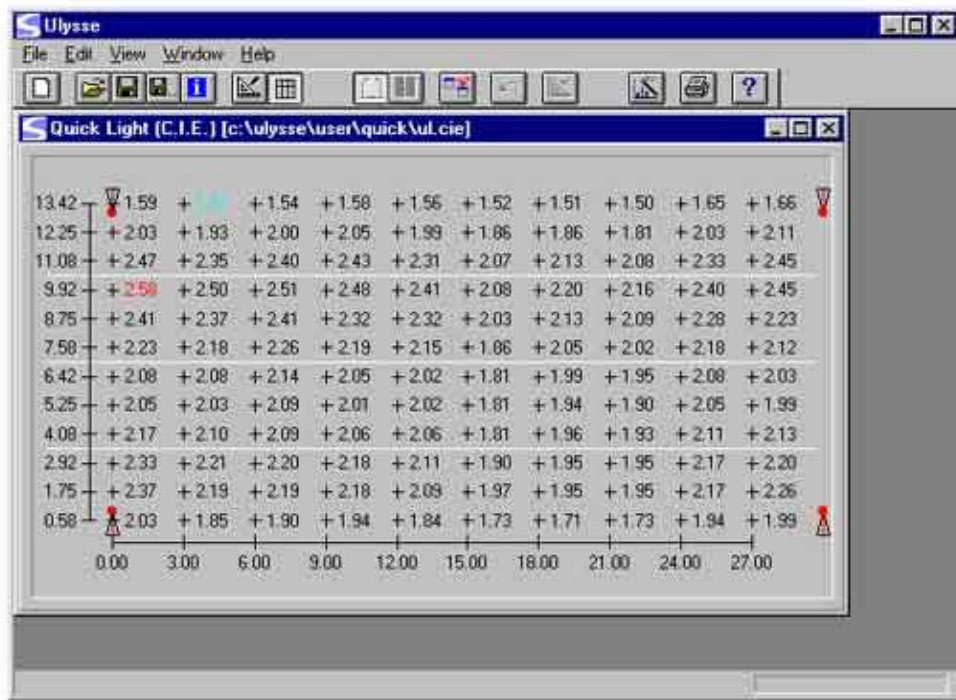 Ulysse
File Edit View Window Help
Quick Light (C.I.E.) [c:\ulysse\user\quick\ul.cie]
13.42 1.59 + + 1.54 + 1.58 + 1.56 + 1.52 + 1.51 + 1.50 + 1.65 + 1.66
12.25 + 2.03 + 1.93 + 2.00 + 2.05 + 1.99 + 1.86 + 1.86 + 1.81 + 2.03 + 2.11
11.08 + 2.47 + 2.35 + 2.40 + 2.43 + 2.31 + 2.07 + 2.13 + 2.08 + 2.33 + 2.45
9.92 + + 2.50 + 2.51 + 2.48 + 2.41 + 2.08 + 2.20 + 2.16 + 2.40 + 2.45
8.75 + 2.41 + 2.37 + 2.41 + 2.32 + 2.32 + 2.03 + 2.13 + 2.09 + 2.28 + 2.23
7.58 + 2.23 + 2.18 + 2.26 + 2.19 + 2.15 + 1.86 + 2.05 + 2.02 + 2.18 + 2.12
6.42 + 2.08 + 2.08 + 2.14 + 2.05 + 2.02 + 1.81 + 1.99 + 1.95 + 2.08 + 2.03
5.25 + 2.05 + 2.03 + 2.09 + 2.01 + 2.02 + 1.81 + 1.94 + 1.90 + 2.05 + 1.99
4.08 + 2.17 + 2.10 + 2.09 + 2.06 + 2.06 + 1.81 + 1.96 + 1.93 + 2.11 + 2.13
2.92 + 2.33 + 2.21 + 2.20 + 2.18 + 2.11 + 1.90 + 1.95 + 1.95 + 2.17 + 2.20
1.75 + 2.37 + 2.19 + 2.19 + 2.18 + 2.09 + 1.97 + 1.95 + 1.95 + 2.17 + 2.26
0.58 2.03 + 1.85 + 1.90 + 1.94 + 1.84 + 1.73 + 1.71 + 1.73 + 1.94 + 1.99
0.00 3.00 6.00 9.00 12.00 15.00 18.00 21.00 24.00 27.00